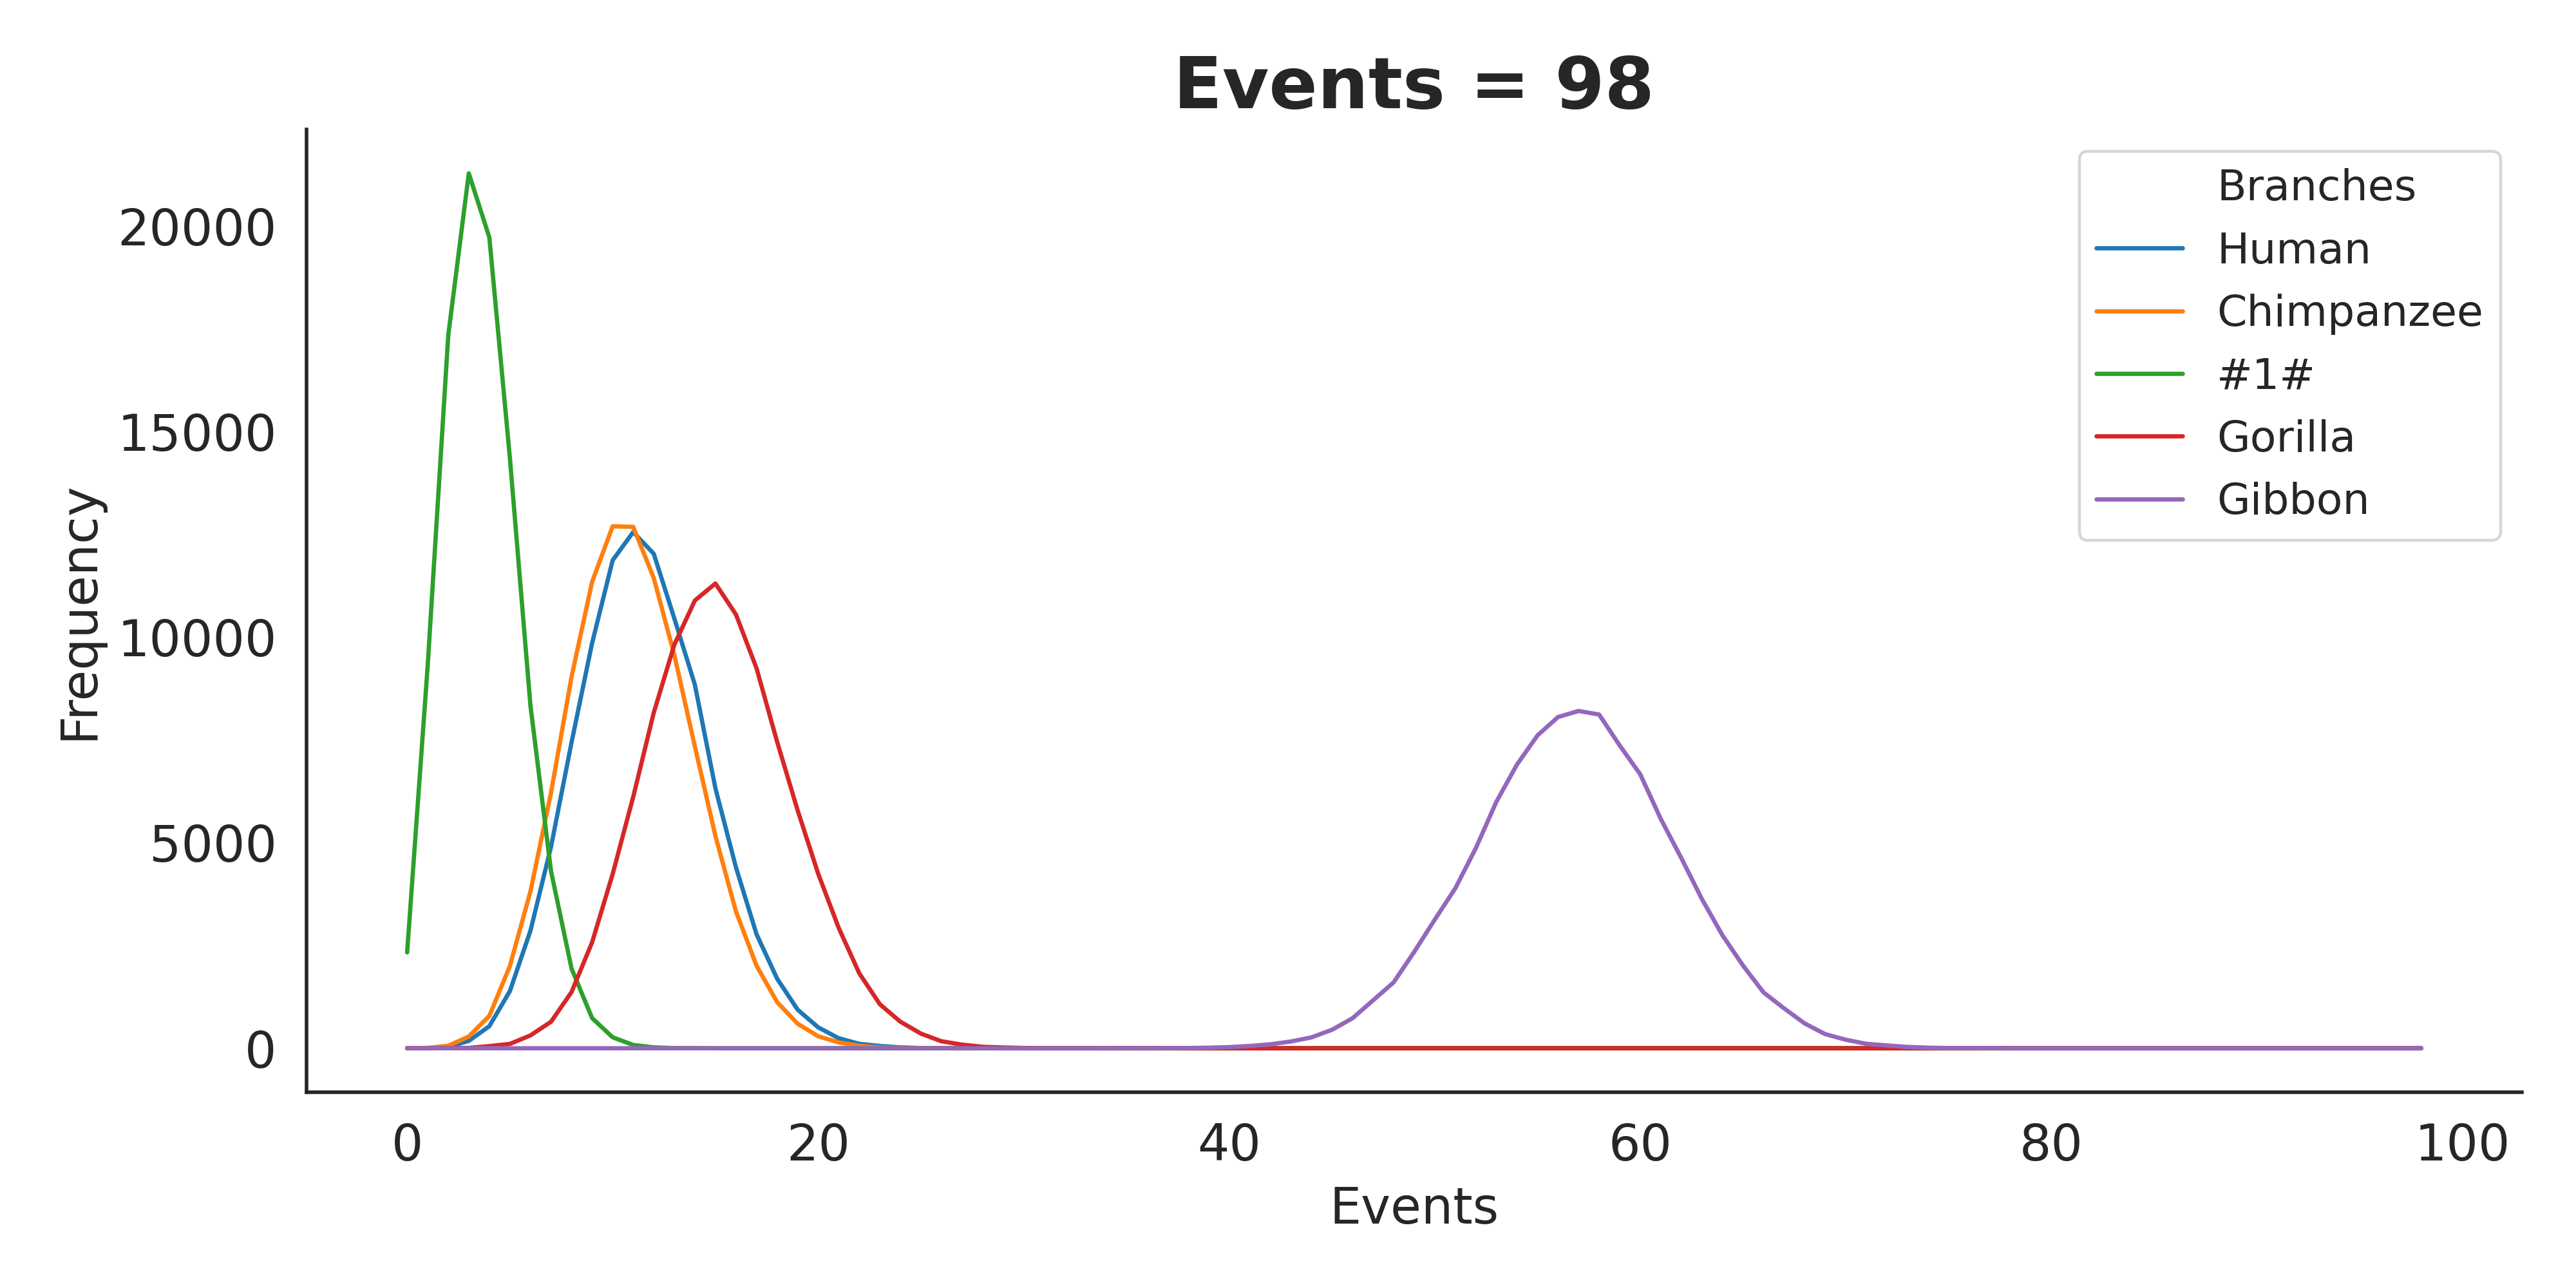 Events = 98
Branches
Human
Chimpanzee
#1#
Gorilla
Gibbon
Frequency
20000
15000
10000
5000
0
0 20 40 60 80 100
Events